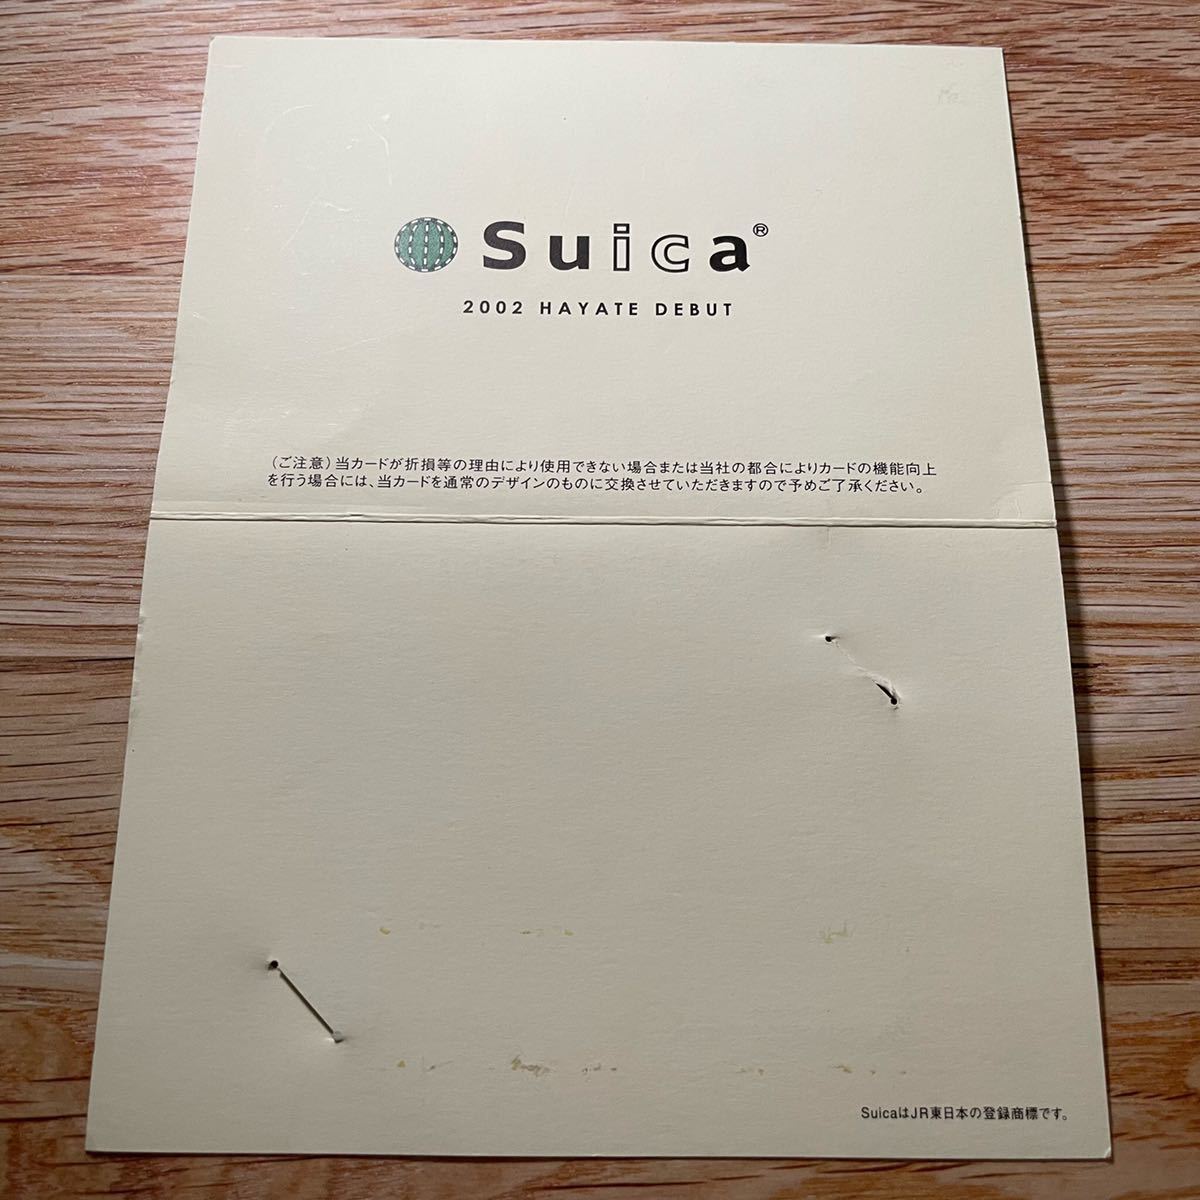 Suica®
2002 HAYATE DEBUT
（ご注意）当カードが折損等の理由により使用できない場合または当社の都合によりカードの機能向上
を行う場合には、当カードを通常のデザインのものに交換させていただきますので予めご了承ください。
SuicaはJR東日本の登録商標です。